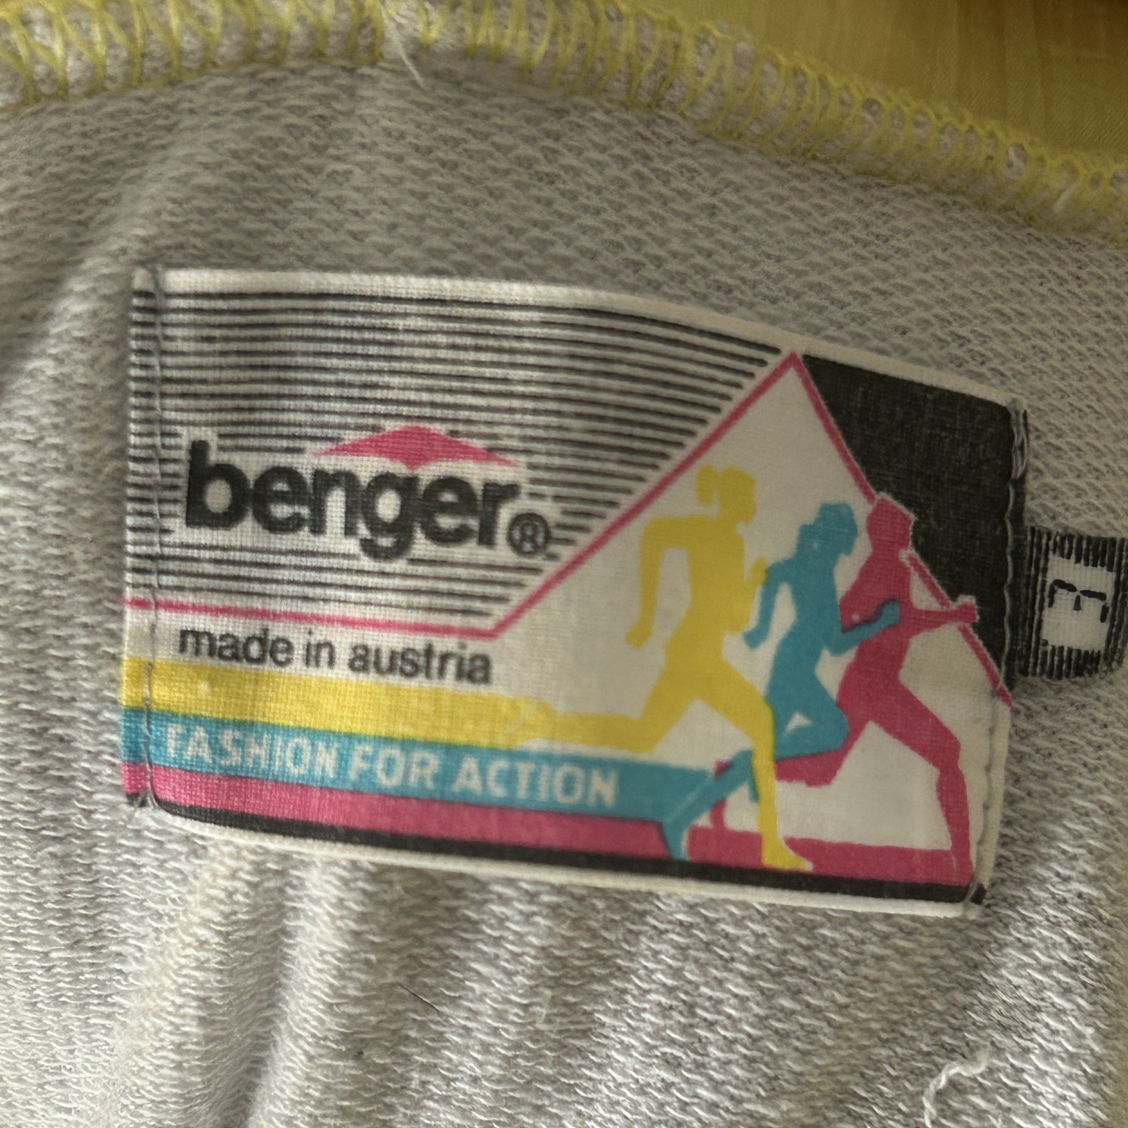 benger®
made in austria
FASHION FOR ACTION